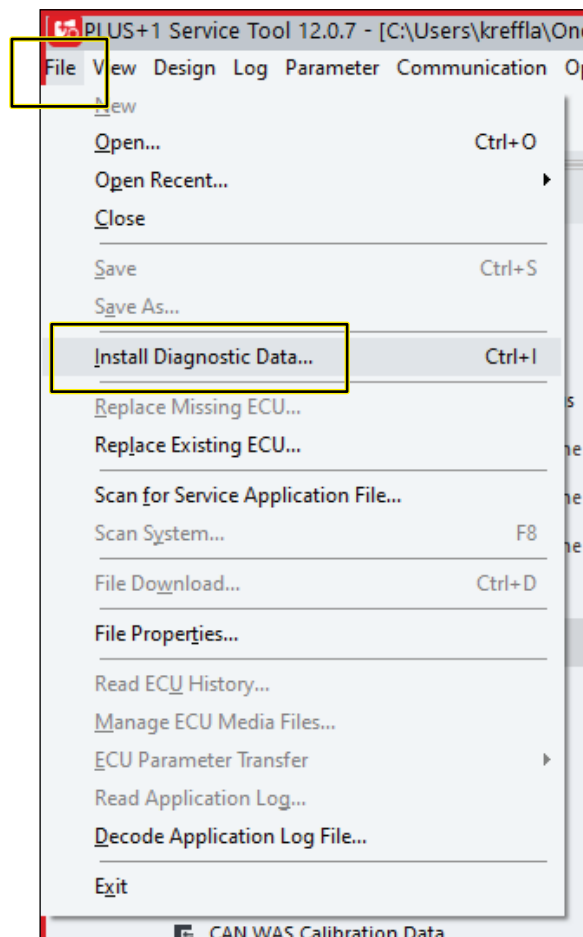 PLUS+1 Service Tool 12.0.7 - [C:\Users\kreffla\One
File View Design Log Parameter Communication Op
New
Open... Ctrl+O
Open Recent...
Close
Save Ctrl+S
Save As...
Install Diagnostic Data... Ctrl+I
Replace Missing ECU...
Replace Existing ECU...
Scan for Service Application File...
Scan System... F8
File Download... Ctrl+D
File Properties...
Read ECU History...
Manage ECU Media Files...
ECU Parameter Transfer
Read Application Log...
Decode Application Log File...
Exit
CAN WAS Calibration Data